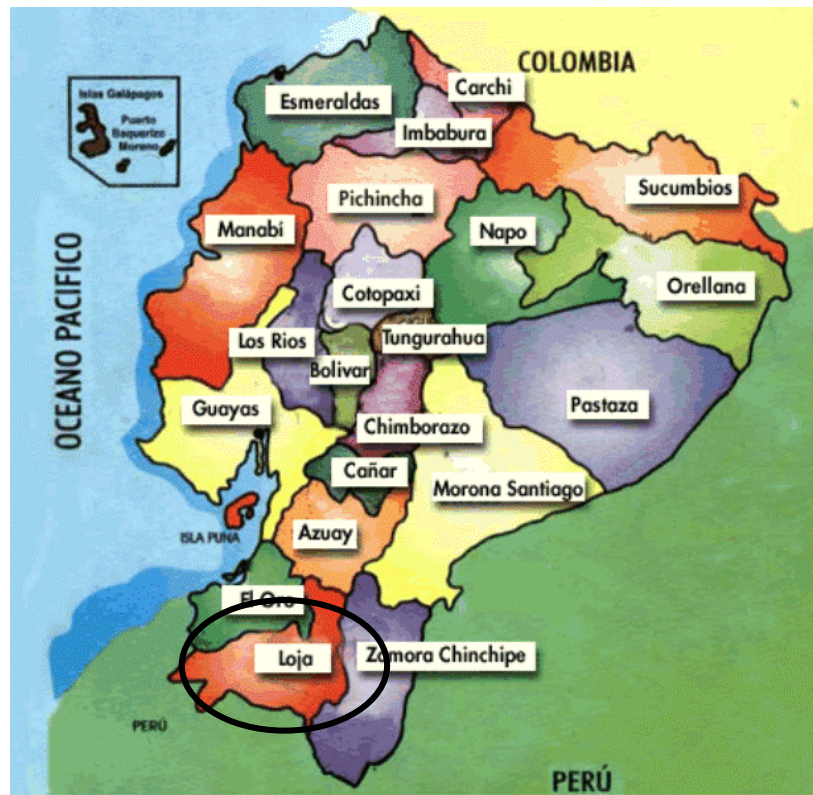 COLOMBIA
Carchi
Esmeraldas
Islas Galápagos
Puerto
Baquerizo
Moreno
Imbabura
Sucumbios
Pichincha
Manabí
Napo
OCEANO PACIFICO
Orellana
Cotopaxi
Los Rios
Tungurahua
Bolivar
Guayas
Pastaza
Chimborazo
Cañar
Morona Santiago
ISLA PUNA
Azuay
El Oro
Loja
Zamora Chinchipe
PERÚ
PERÚ